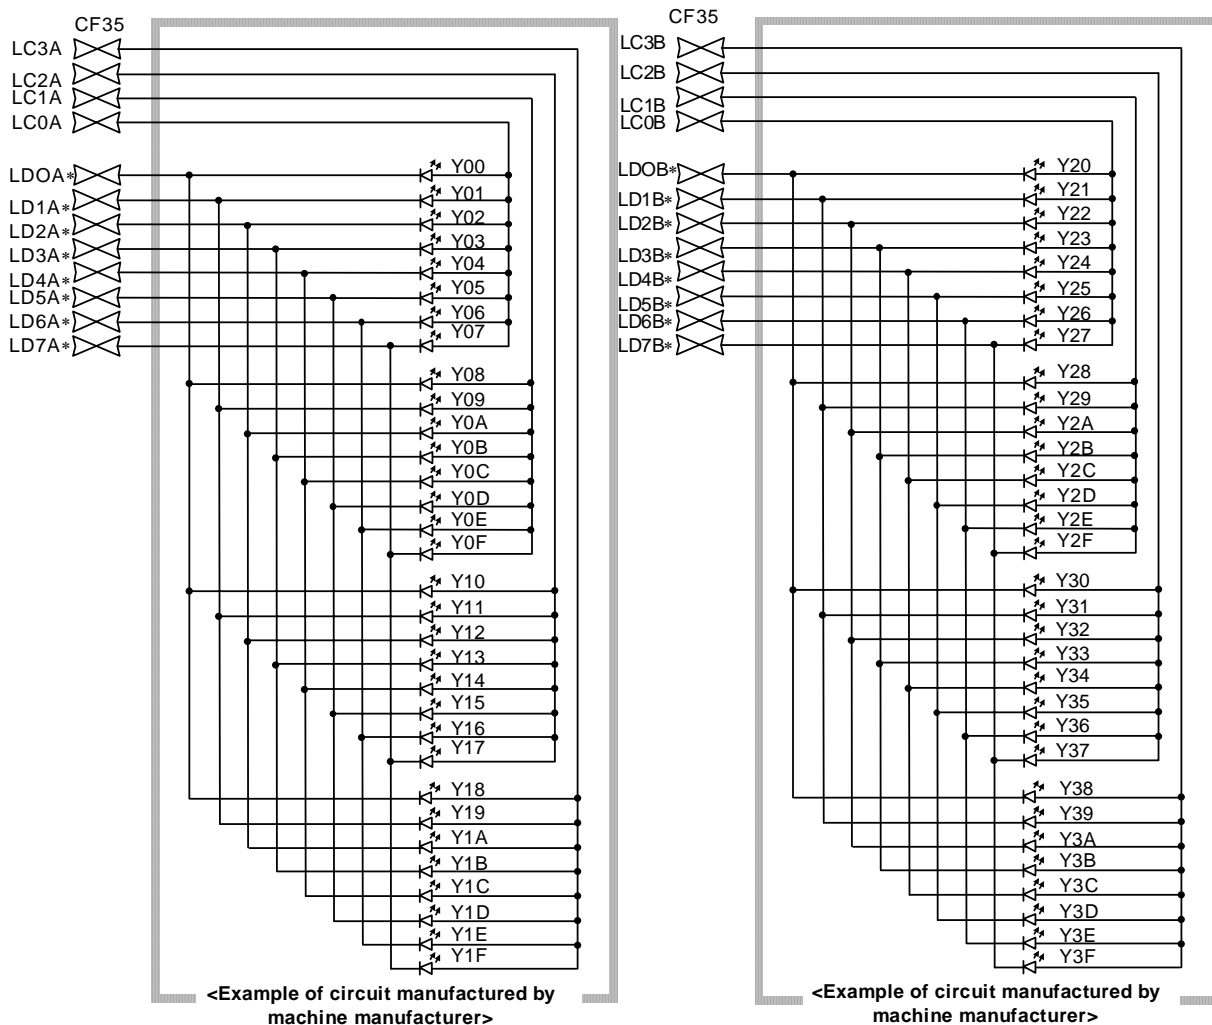 CF35
LC3A
LC2A
LC1A
LC0A
LDOA*
LD1A*
LD2A*
LD3A*
LD4A*
LD5A*
LD6A*
LD7A*
Y00
Y01
Y02
Y03
Y04
Y05
Y06
Y07
Y08
Y09
Y0A
Y0B
Y0C
Y0D
Y0E
Y0F
Y10
Y11
Y12
Y13
Y14
Y15
Y16
Y17
Y18
Y19
Y1A
Y1B
Y1C
Y1D
Y1E
Y1F
<Example of circuit manufactured by
machine manufacturer>
CF35
LC3B
LC2B
LC1B
LC0B
LDOB*
LD1B*
LD2B*
LD3B*
LD4B*
LD5B*
LD6B*
LD7B*
Y20
Y21
Y22
Y23
Y24
Y25
Y26
Y27
Y28
Y29
Y2A
Y2B
Y2C
Y2D
Y2E
Y2F
Y30
Y31
Y32
Y33
Y34
Y35
Y36
Y37
Y38
Y39
Y3A
Y3B
Y3C
Y3D
Y3E
Y3F
<Example of circuit manufactured by
machine manufacturer>